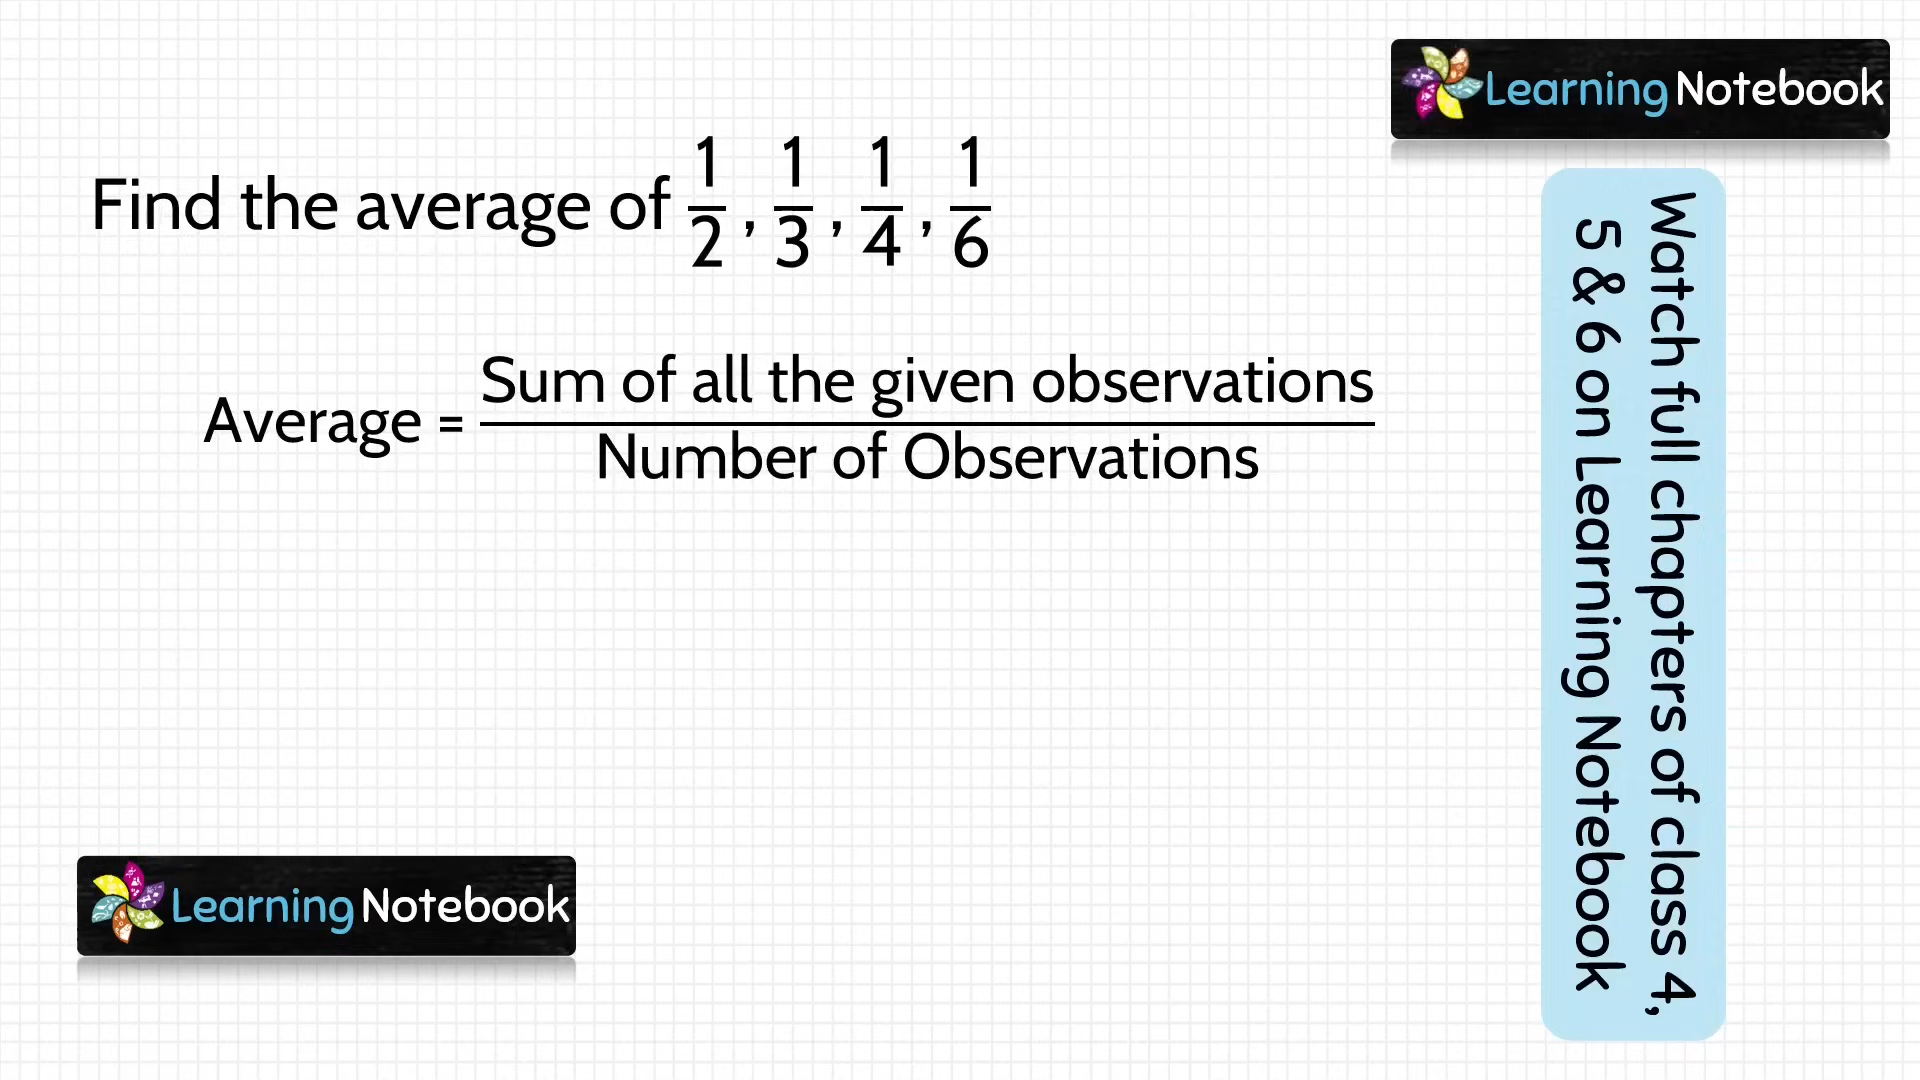 Learning Notebook
Find the average of 1/2, 1/3, 1/4, 1/6
Average = Sum of all the given observations / Number of Observations
Watch full chapters of class 4,
5 & 6 on Learning Notebook
Learning Notebook